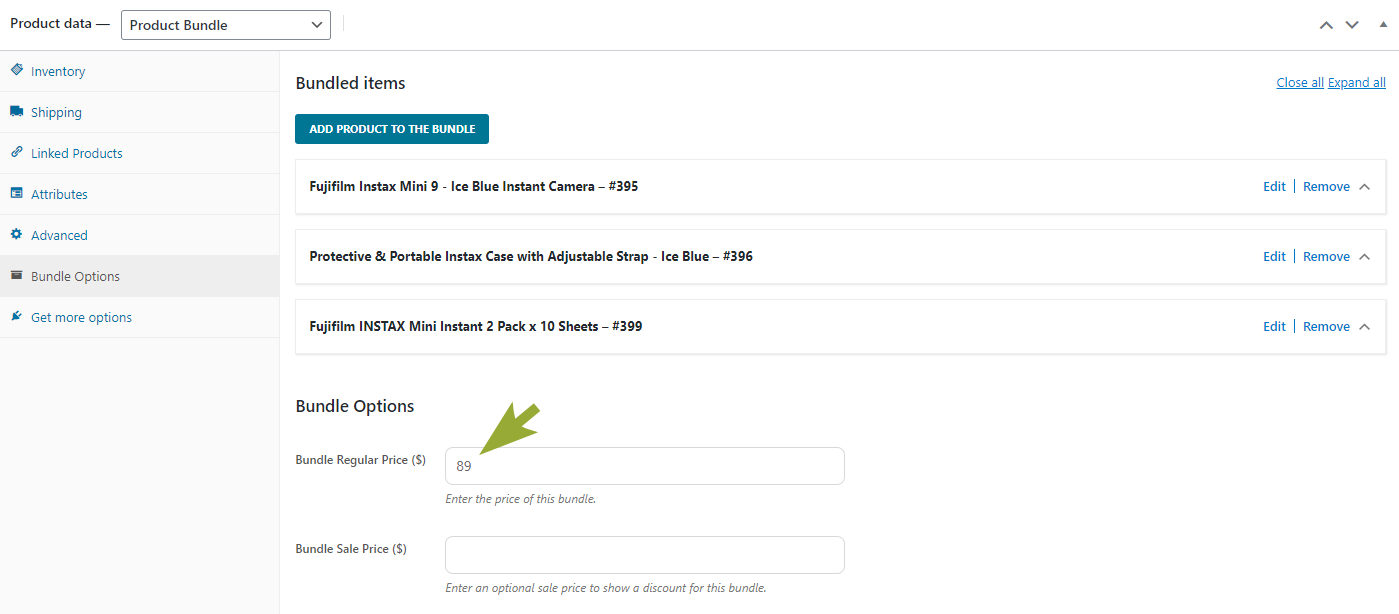 Product data — Product Bundle
Inventory
Shipping
Linked Products
Attributes
Advanced
Bundle Options
Get more options
Bundled items
Close all Expand all
ADD PRODUCT TO THE BUNDLE
Fujifilm Instax Mini 9 - Ice Blue Instant Camera – #395 Edit | Remove
Protective & Portable Instax Case with Adjustable Strap - Ice Blue – #396 Edit | Remove
Fujifilm INSTAX Mini Instant 2 Pack x 10 Sheets – #399 Edit | Remove
Bundle Options
Bundle Regular Price ($) 89
Enter the price of this bundle.
Bundle Sale Price ($)
Enter an optional sale price to show a discount for this bundle.